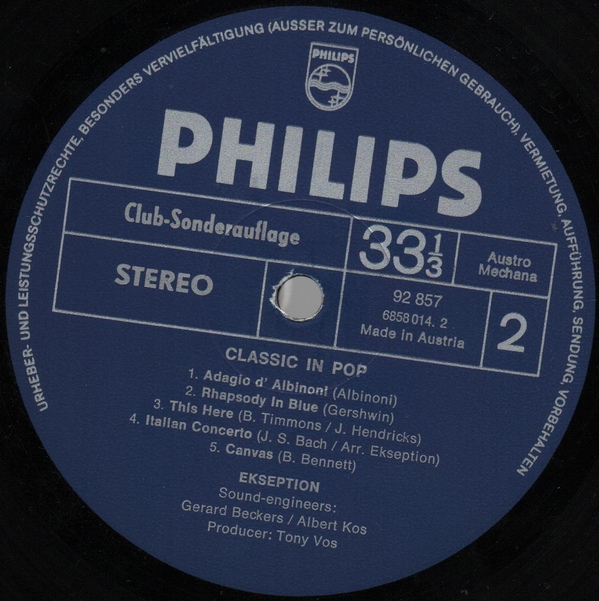 URHEBER- UND LEISTUNGSSCHUTZRECHTE, BESONDERS VERVIELFÄLTIGUNG (AUSSER ZUM PERSÖNLICHEN GEBRAUCH), VERMIETUNG, AUFFÜHRUNG, SENDUNG, VORBEHALTEN
PHILIPS
PHILIPS
Club-Sonderauflage
33 1/3
Austro
Mechana
STEREO
92 857
6858 014. 2
Made in Austria
2
CLASSIC IN POP
1. Adagio d' Albinoni (Albinoni)
2. Rhapsody In Blue (Gershwin)
3. This Here (B. Timmons / J. Hendricks)
4. Italian Concerto (J. S. Bach / Arr. Ekseption)
5. Canvas (B. Bennett)
EKSEPTION
Sound-engineers:
Gerard Beckers / Albert Kos
Producer: Tony Vos